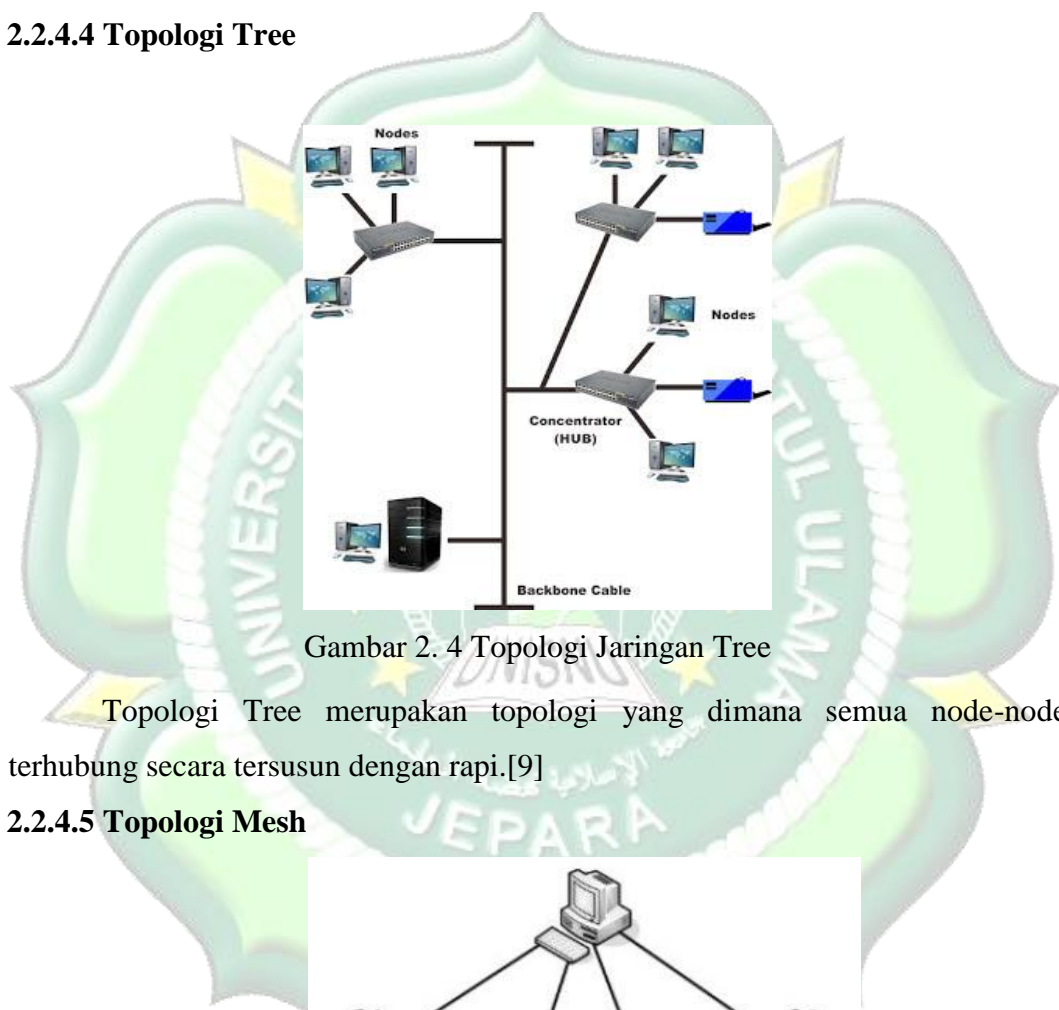 2.2.4.4 Topologi Tree
Nodes
Nodes
Concentrator
(HUB)
Backbone Cable
Gambar 2. 4 Topologi Jaringan Tree
Topologi Tree merupakan topologi yang dimana semua node-node
terhubung secara tersusun dengan rapi.[9]
2.2.4.5 Topologi Mesh
UNISNU
JEPARA